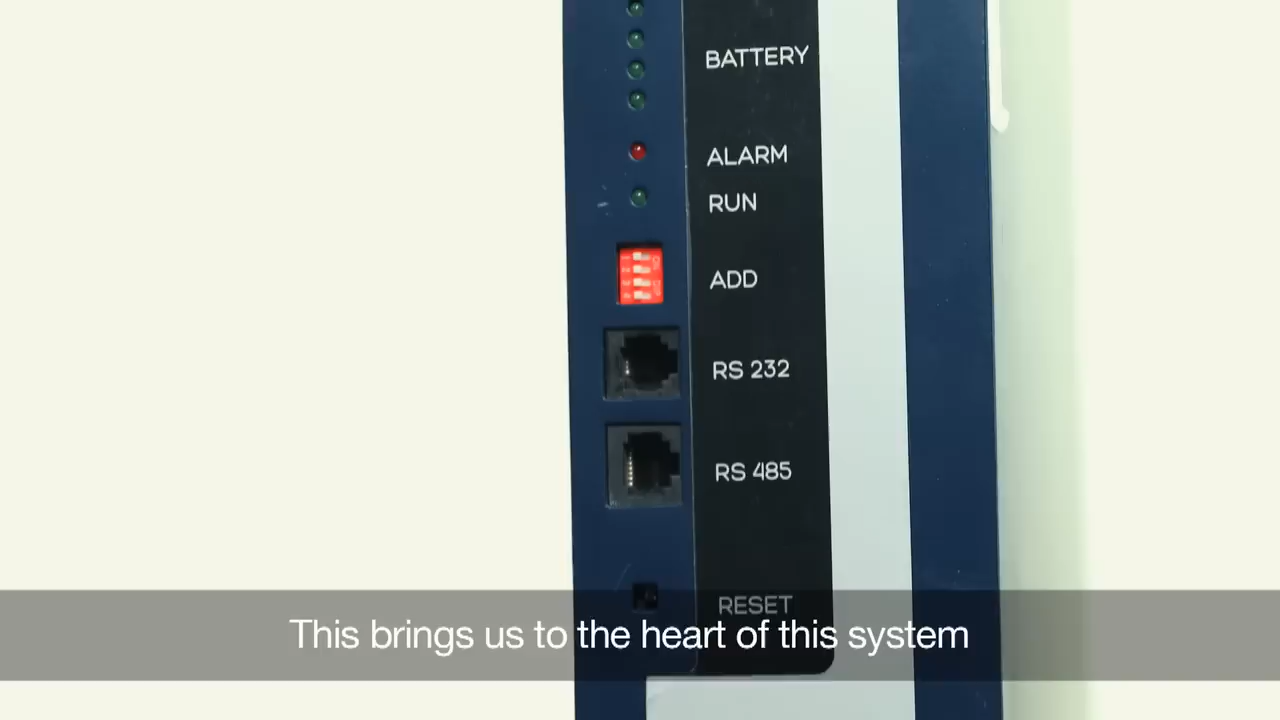 BATTERY
ALARM
RUN
ADD
RS 232
RS 485
RESET
This brings us to the heart of this system